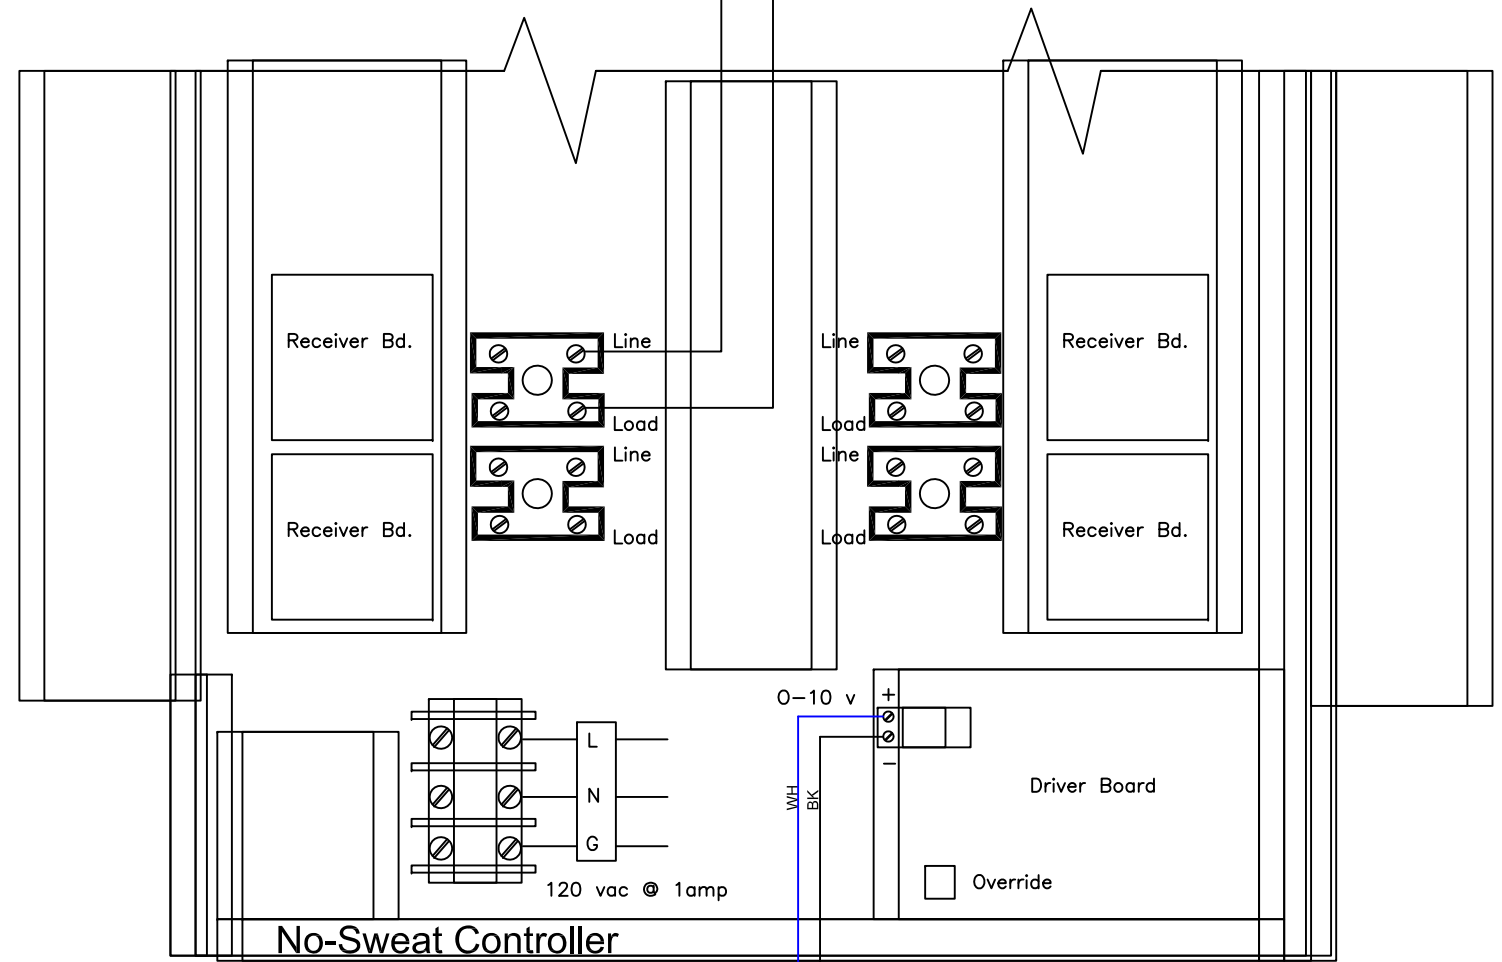 Receiver Bd.
Line
Line
Receiver Bd.
Load
Load
Line
Line
Receiver Bd.
Receiver Bd.
Load
Load
0-10 v
+
L
–
Driver Board
N
WH
BK
G
120 vac @ 1amp
Override
No-Sweat Controller